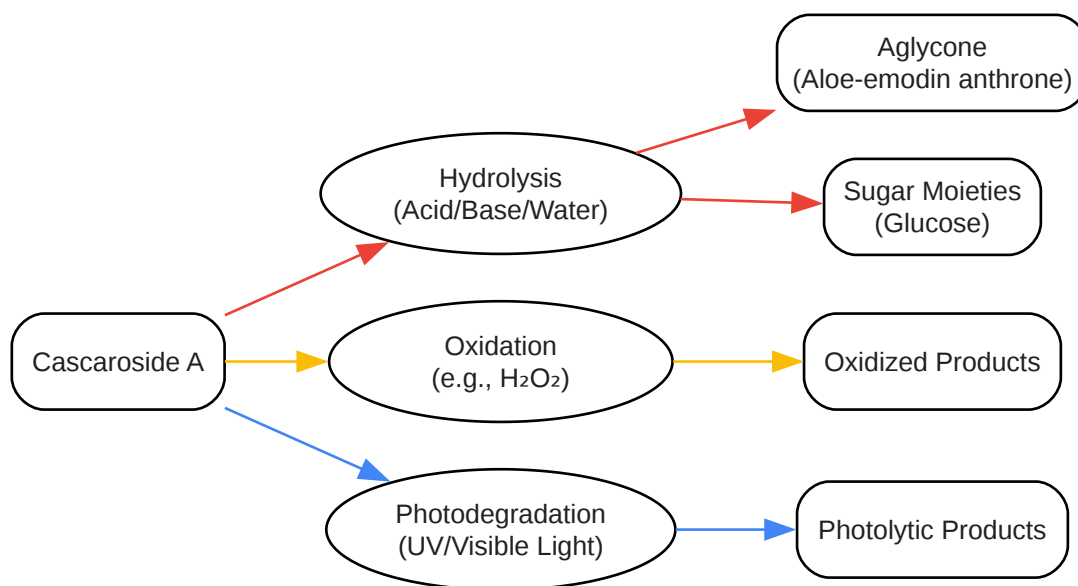 Aglycone
(Aloe-emodin anthrone)
Hydrolysis
(Acid/Base/Water)
Sugar Moieties
(Glucose)
Cascaroside A
Oxidation
(e.g., H₂O₂)
Oxidized Products
Photodegradation
(UV/Visible Light)
Photolytic Products